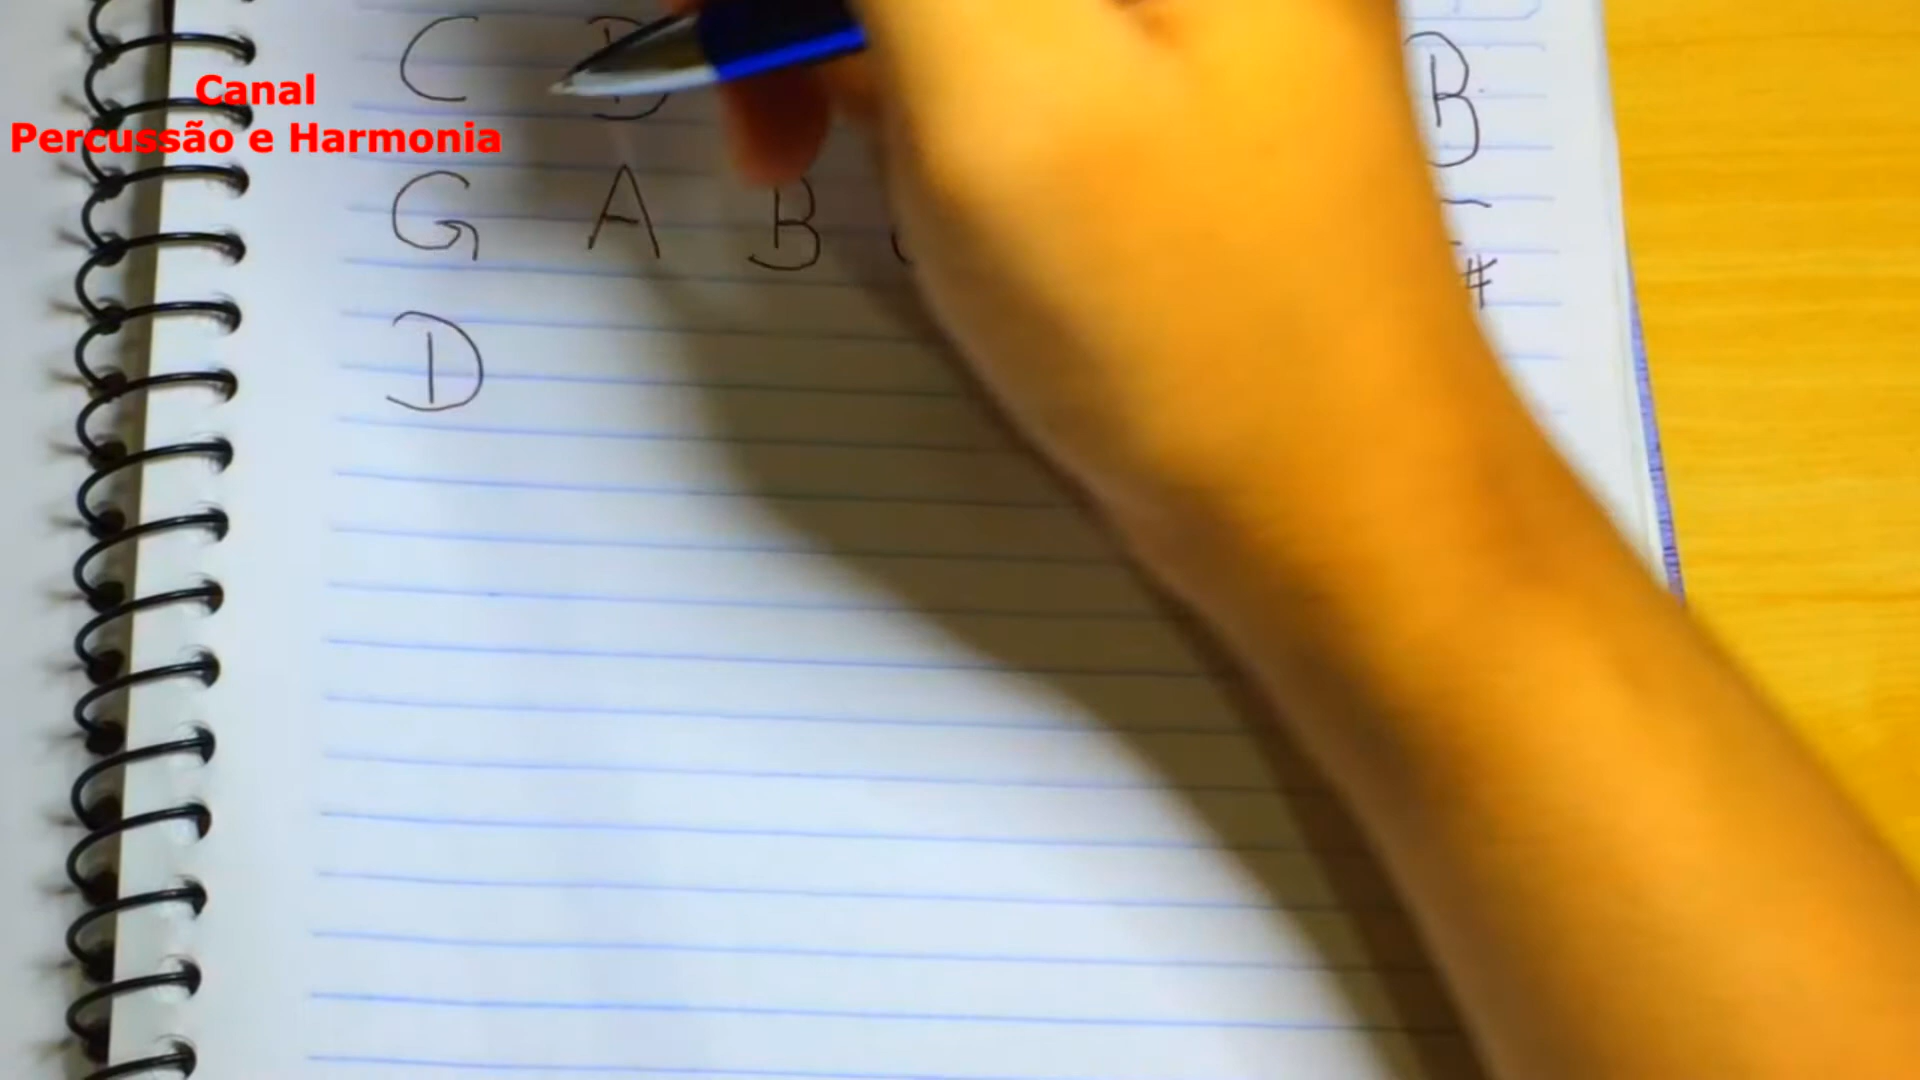 Canal
Percussão e Harmonia
C D B
G A B #
D